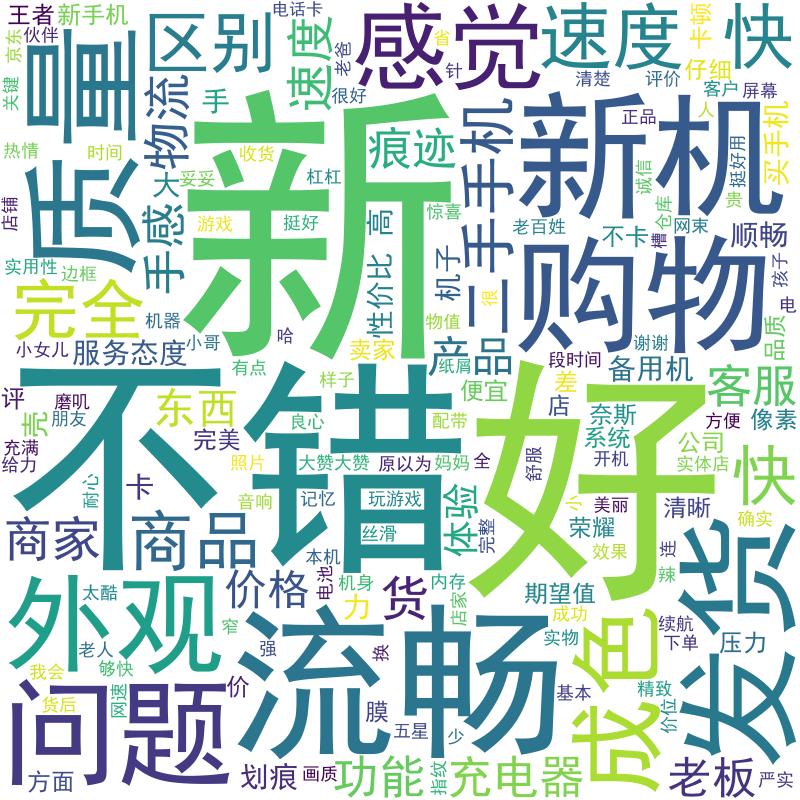 王者
新手机
京东
伙伴
关键
质量
区别
电话卡
速度
老爸
很好
感觉
省
针
速度
清楚
评价
卡顿
仔细
快
客户
屏幕
人
物流
手
热情
时间
妥妥
大
收货
杠杠
痕迹
二手手机
新机
正品
诚信
挺好用
贵
仓库
买手机
店铺
手感
新
游戏
挺好
高
惊喜
老百姓
不卡
网束
槽
顺畅
孩子
实用性
边框
机器
性价比
机子
很
购物
完全
小女儿
小哥
哈
物值
电
服务态度
卖家
产品
纸屑
段时间
谢谢
品质
有点
备用机
客服
评
亮
磨叽
朋友
东西
样子
便宜
差
店
奈斯
方便
像素
充满
给力
完美
良心
配带
系统
公司
不错
好
耐心
卡
照片
大赞大赞
原以为
妈妈
全
舒服
开机
实体店
快
音响
记忆
玩游戏
小
美丽
清晰
确实
商家
商品
丝滑
体验
完整
荣耀
效果
连
辣
发货
本机
外观
太酷
价格
电池
机身
力
货
内存
店家
期望值
成功
成色
续航
下单
压力
窄
强
流畅
换
实物
老人
够快
我会
货后
网速
问题
价
膜
五星
少
基本
精致
价位
方面
划痕
画质
功能
指纹
充电器
老板
严实